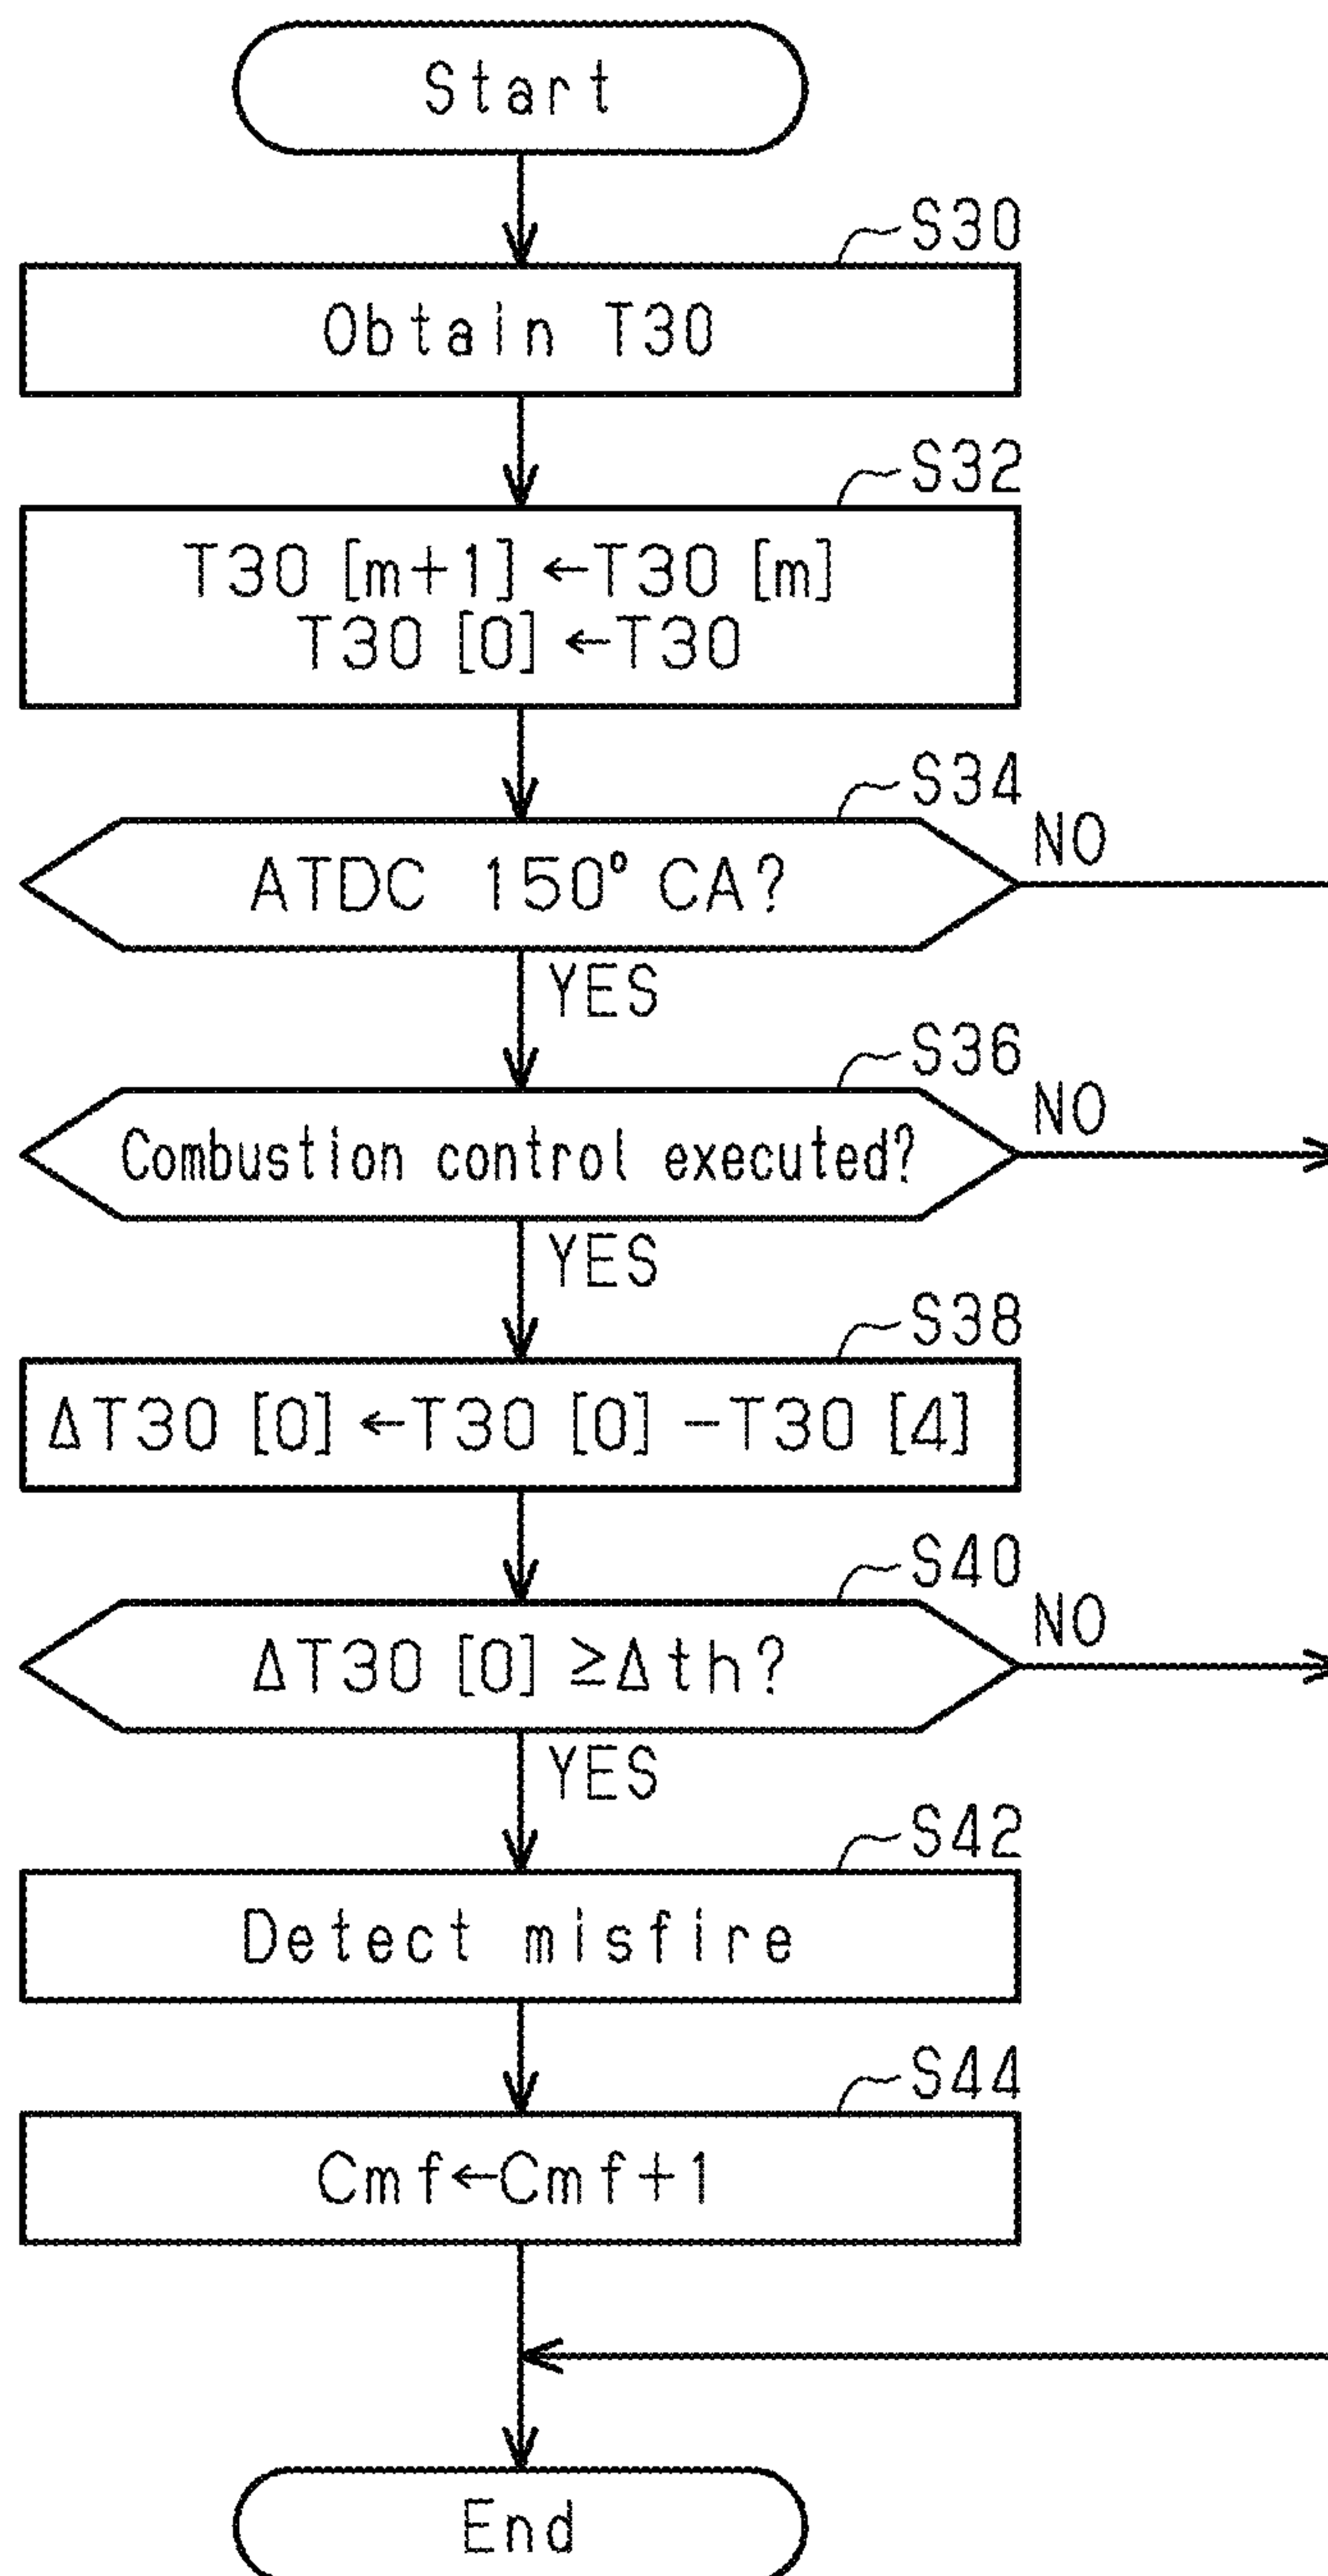 Start
S30
Obtain T30
S32
T30 [m+1] ←T30 [m]
T30 [0] ←T30
S34
ATDC 150° CA?
NO
YES
S36
Combustion control executed?
NO
YES
S38
ΔT30 [0] ←T30 [0] −T30 [4]
S40
ΔT30 [0] ≥Δth?
NO
YES
S42
Detect misfire
S44
Cmf←Cmf+1
End